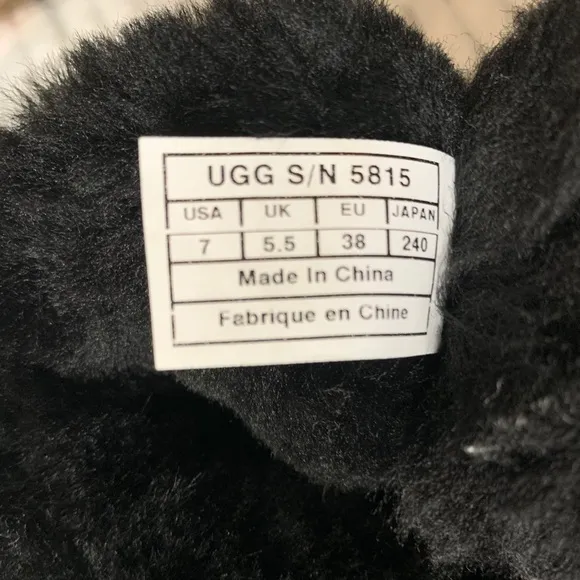 UGG S/N 5815
USA UK EU JAPAN
7 5.5 38 240
Made In China
Fabrique en Chine